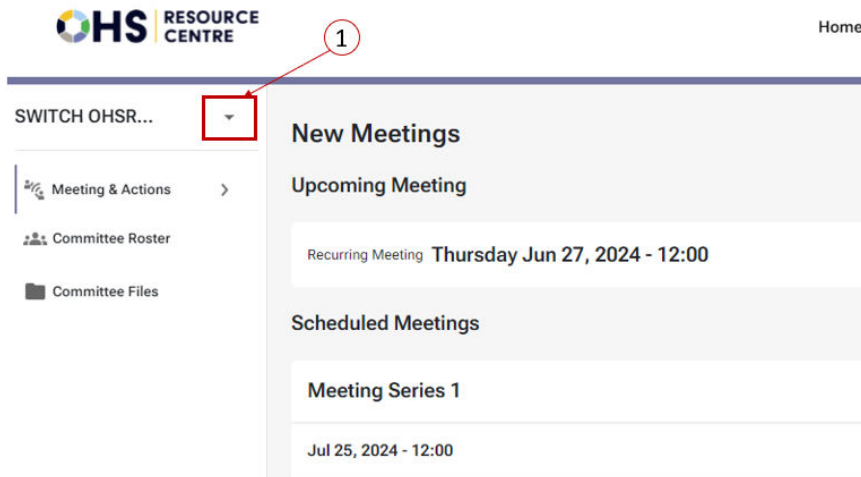 OHS RESOURCE CENTRE
1
Home
SWITCH OHSR...
Meeting & Actions
Committee Roster
Committee Files
New Meetings
Upcoming Meeting
Recurring Meeting Thursday Jun 27, 2024 - 12:00
Scheduled Meetings
Meeting Series 1
Jul 25, 2024 - 12:00